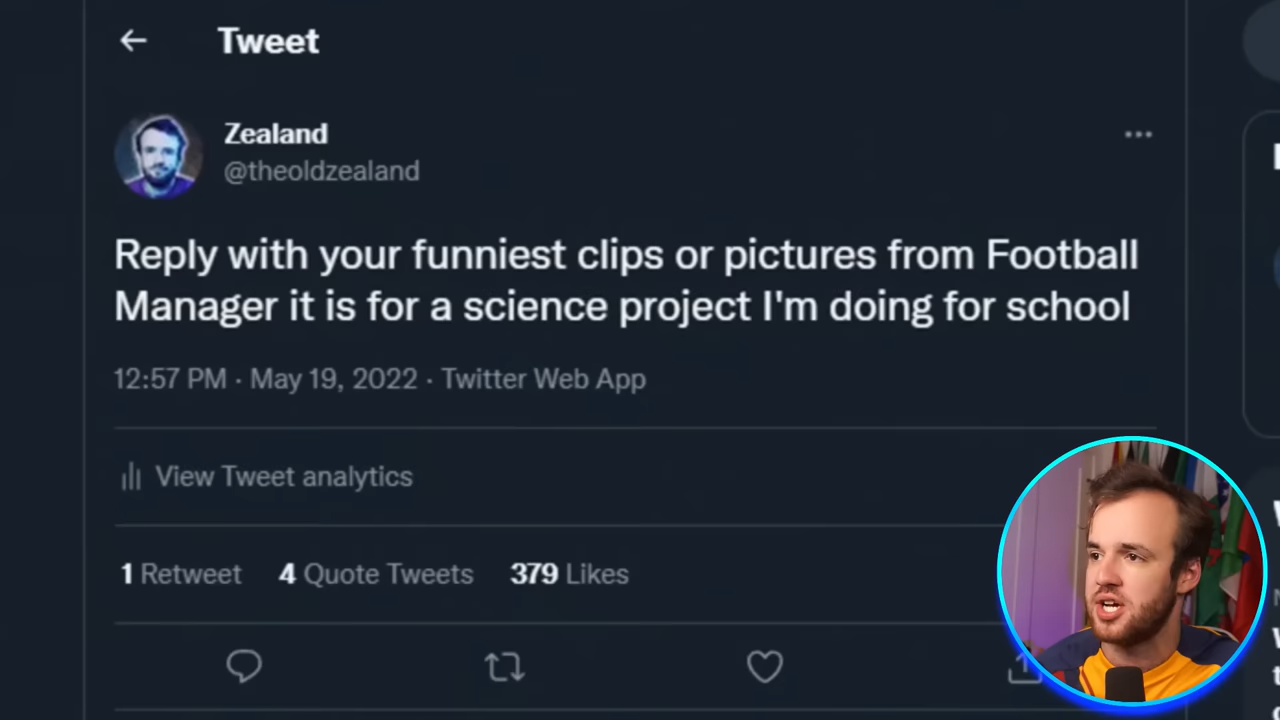 Tweet
Zealand
@theoldzealand
Reply with your funniest clips or pictures from Football
Manager it is for a science project I'm doing for school
12:57 PM · May 19, 2022 · Twitter Web App
View Tweet analytics
1 Retweet 4 Quote Tweets 379 Likes